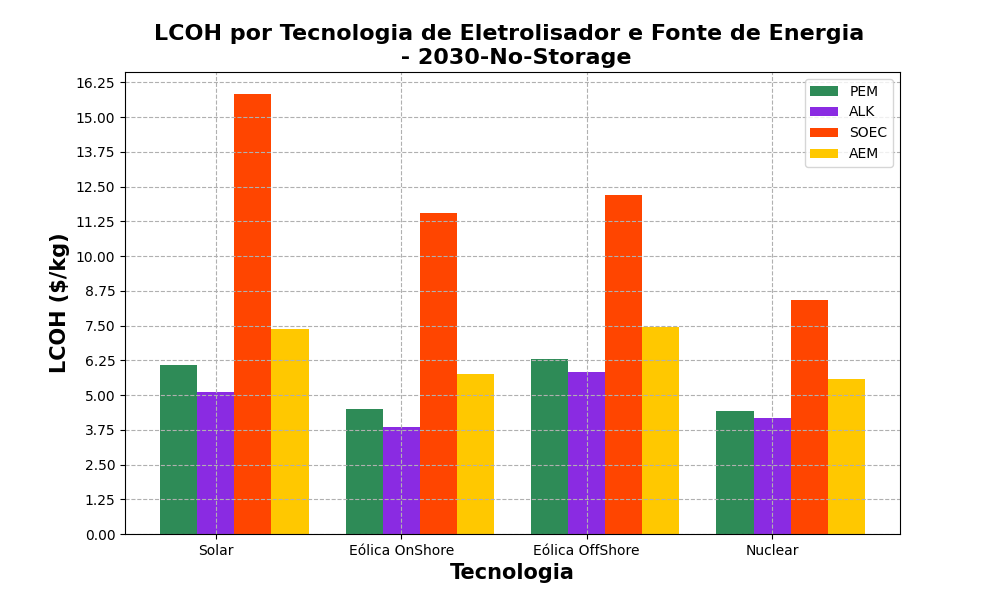 LCOH por Tecnologia de Eletrolisador e Fonte de Energia
- 2030-No-Storage
LCOH ($/kg)
16.25
15.00
13.75
12.50
11.25
10.00
8.75
7.50
6.25
5.00
3.75
2.50
1.25
0.00
PEM
ALK
SOEC
AEM
Solar
Eólica OnShore
Eólica OffShore
Nuclear
Tecnologia